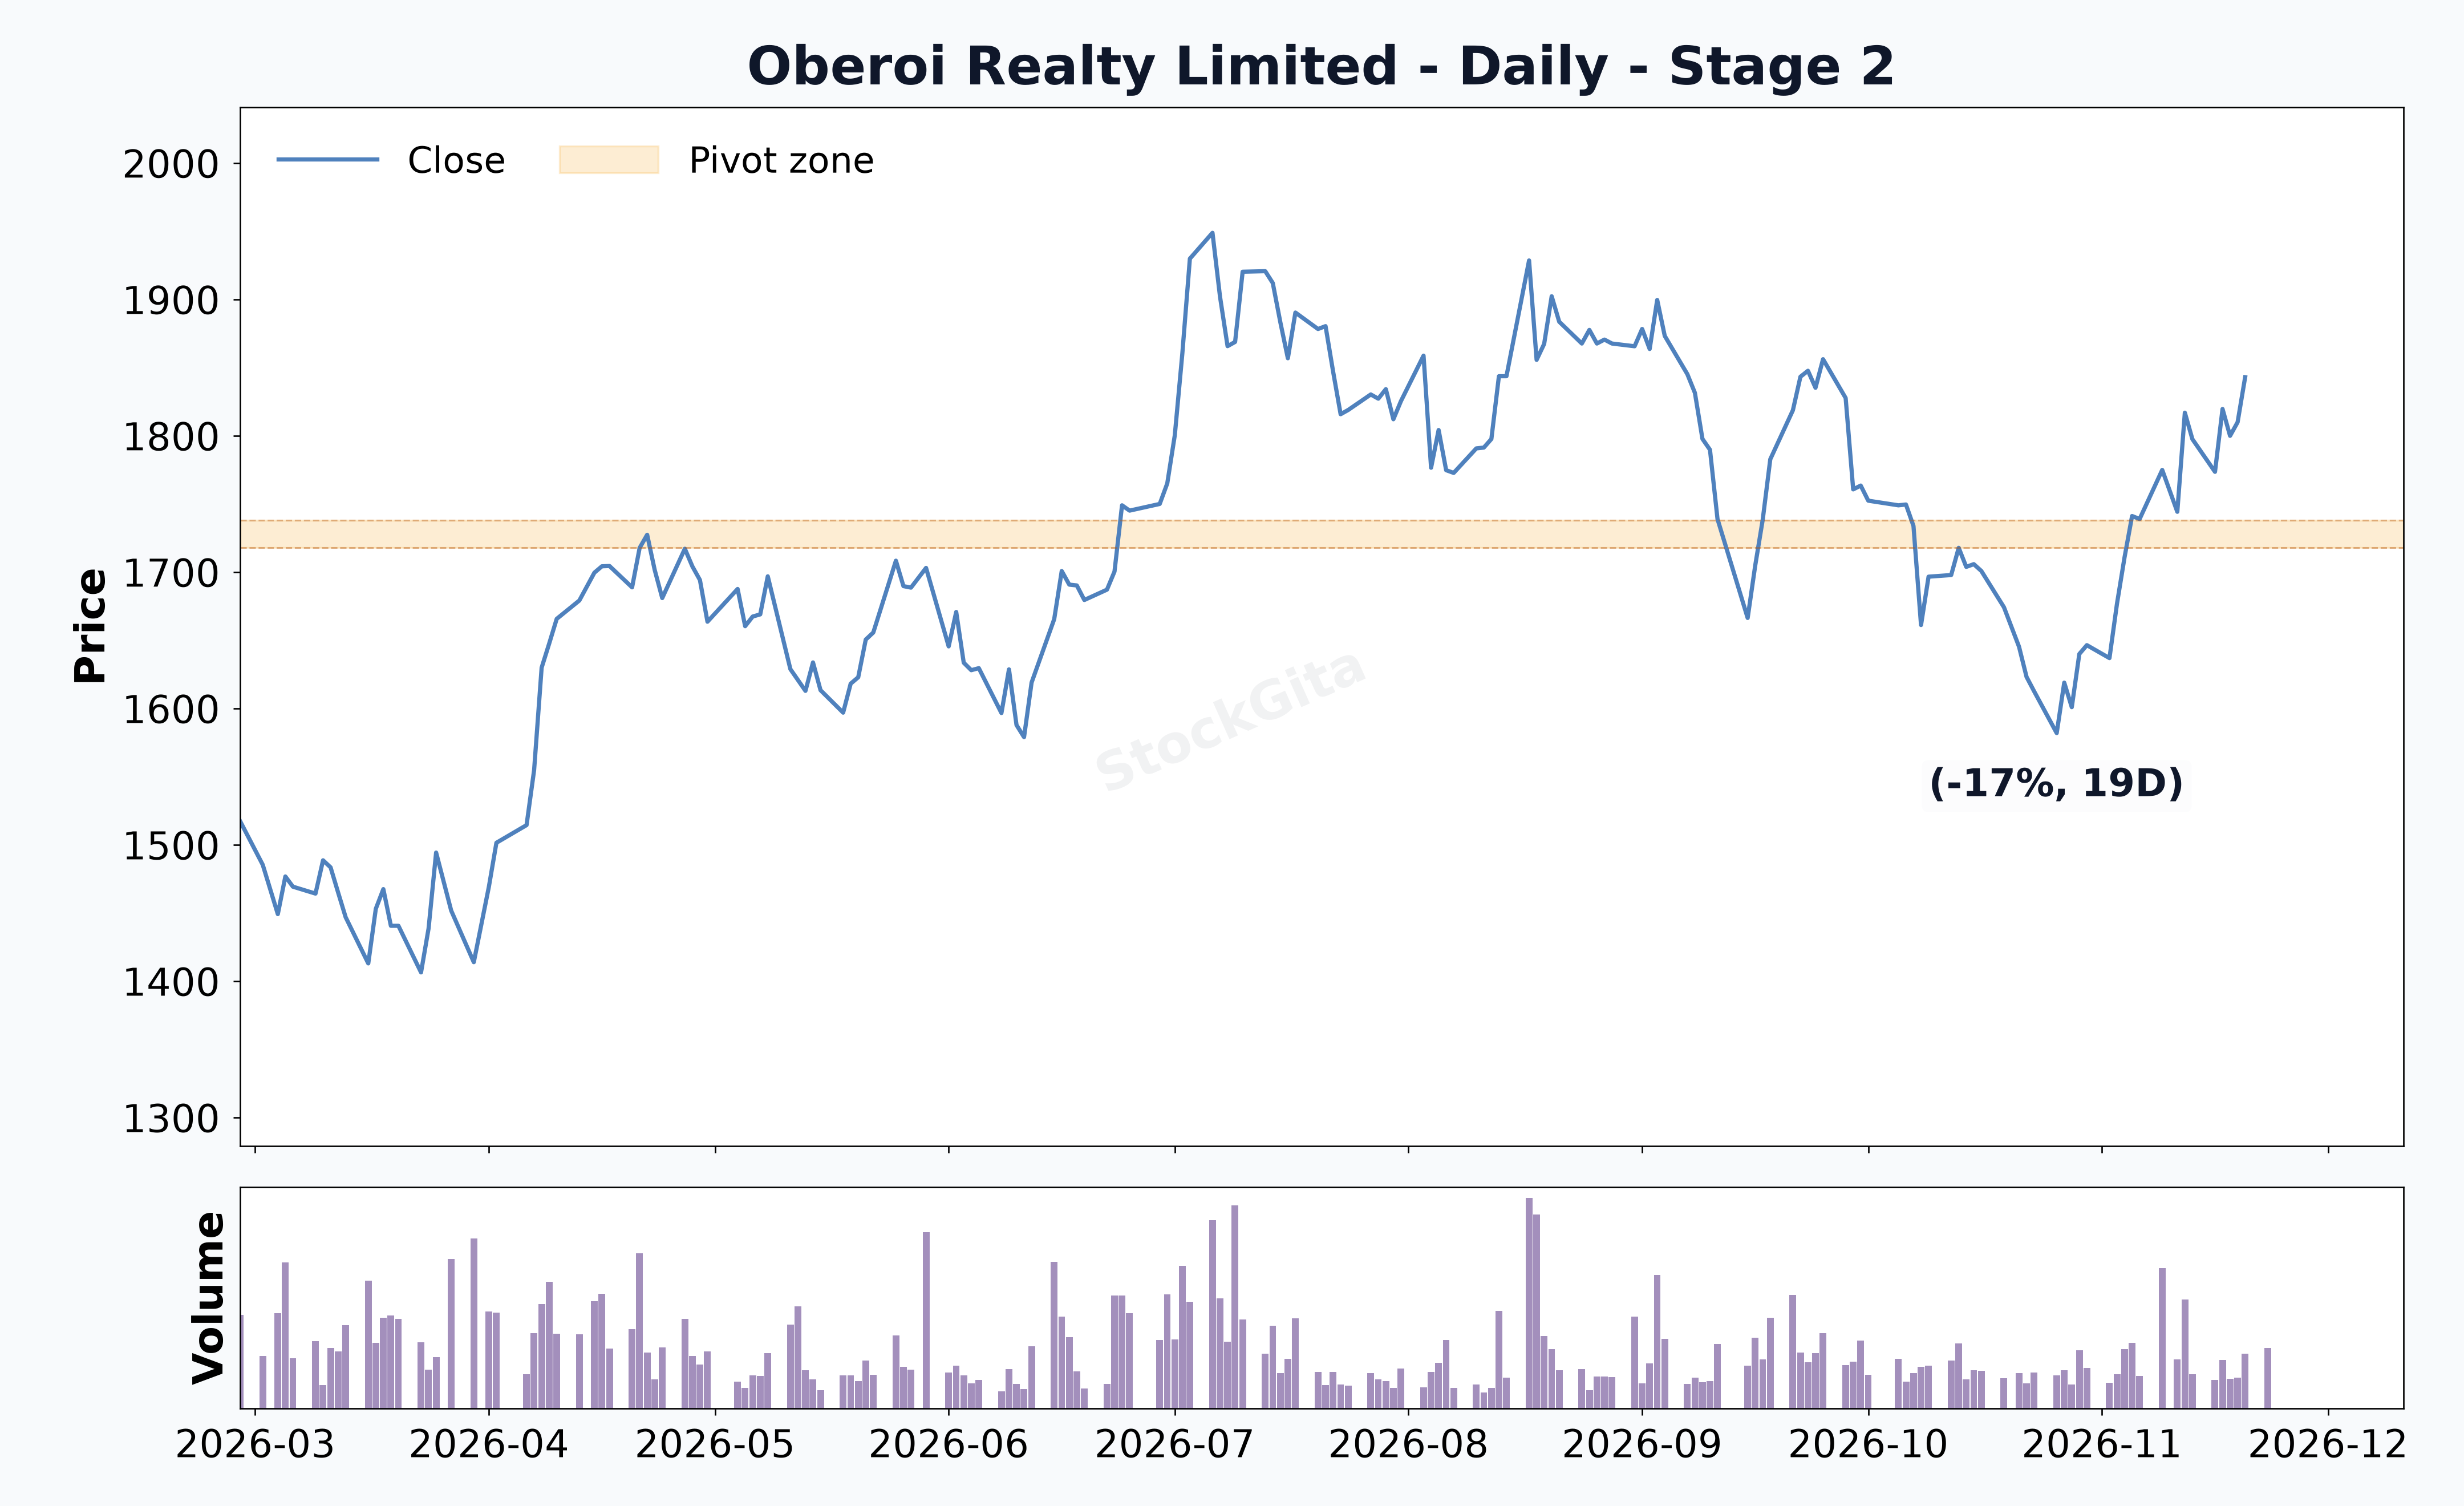 Oberoi Realty Limited - Daily - Stage 2
Close
Pivot zone
Price
2000
1900
1800
1700
1600
1500
1400
1300
StockGita
(-17%, 19D)
Volume
2026-03
2026-04
2026-05
2026-06
2026-07
2026-08
2026-09
2026-10
2026-11
2026-12